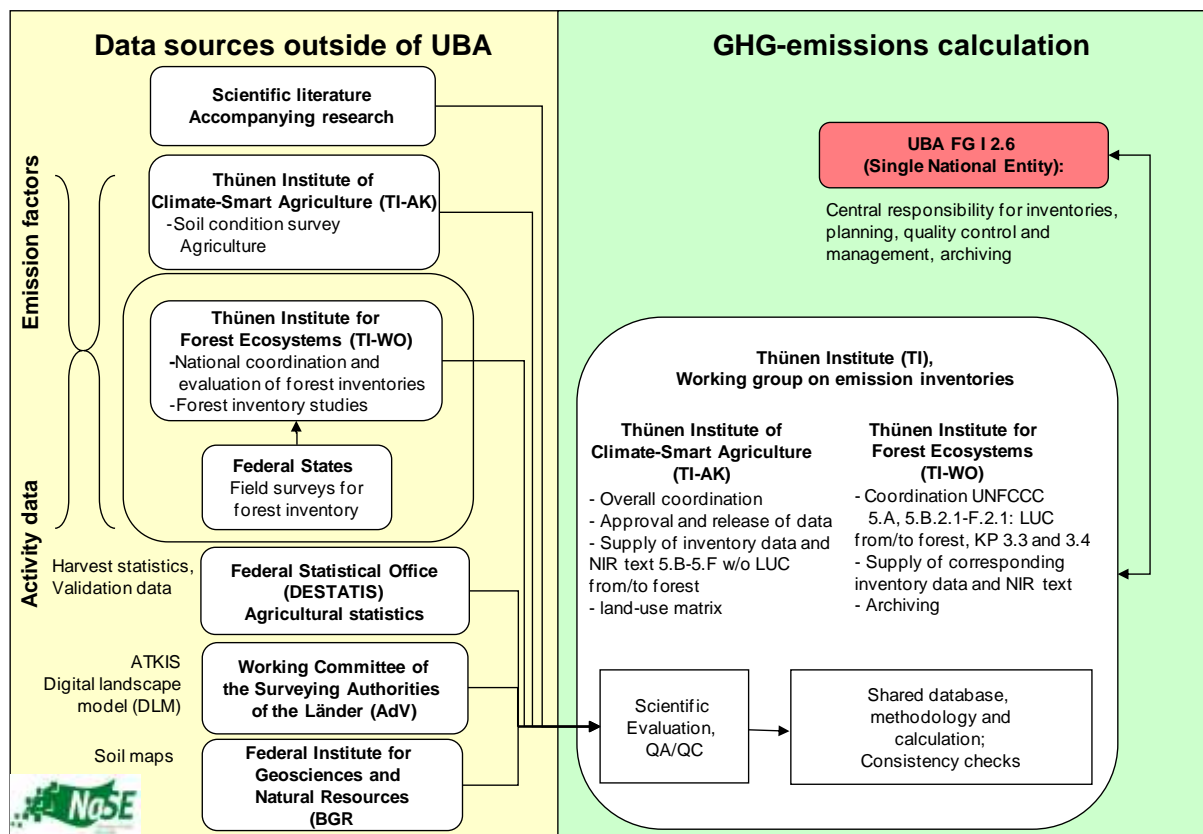 Data sources outside of UBA
Scientific literature
Accompanying research
Emission factors
Thünen Institute of
Climate-Smart Agriculture (TI-AK)
-Soil condition survey
Agriculture
Thünen Institute for
Forest Ecosystems (TI-WO)
-National coordination and
evaluation of forest inventories
-Forest inventory studies
Federal States
Field surveys for
forest inventory
Activity data
Harvest statistics,
Validation data
Federal Statistical Office
(DESTATIS)
Agricultural statistics
ATKIS
Digital landscape
model (DLM)
Working Committee of
the Surveying Authorities
of the Länder (AdV)
Soil maps
Federal Institute for
Geosciences and
Natural Resources
(BGR
NaSE
GHG-emissions calculation
UBA FG I 2.6
(Single National Entity):
Central responsibility for inventories,
planning, quality control and
management, archiving
Thünen Institute (TI),
Working group on emission inventories
Thünen Institute of
Climate-Smart Agriculture
(TI-AK)
- Overall coordination
- Approval and release of data
- Supply of inventory data and
NIR text 5.B-5.F w/o LUC
from/to forest
- land-use matrix
Thünen Institute for
Forest Ecosystems
(TI-WO)
- Coordination UNFCCC
5.A, 5.B.2.1-F.2.1: LUC
from/to forest, KP 3.3 and 3.4
- Supply of corresponding
inventory data and NIR text
- Archiving
Scientific
Evaluation,
QA/QC
Shared database,
methodology and
calculation;
Consistency checks